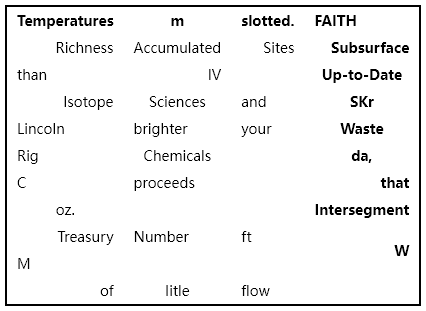 Temperatures m slotted. FAITH
Richness Accumulated Sites Subsurface
than IV Up-to-Date
Isotope Sciences and SKr
Lincoln brighter your Waste
Rig Chemicals da,
C proceeds that
oz. Intersegment
Treasury Number ft
W
M
of litle flow